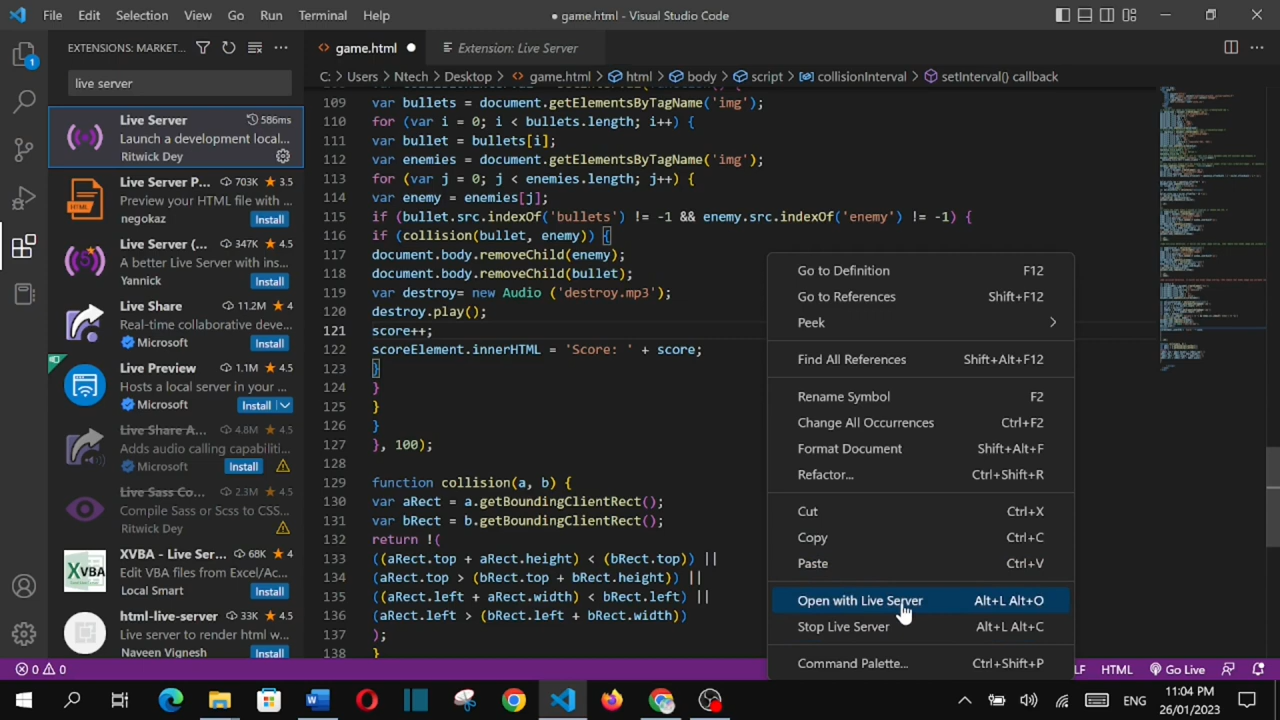 File Edit Selection View Go Run Terminal Help
● game.html - Visual Studio Code
EXTENSIONS: MARKET...
game.html
Extension: Live Server
1
live server
C: > Users > Ntech > Desktop > game.html > html > body > script > collisionInterval > setInterval() callback
Live Server 586ms
Launch a development local...
Ritwick Dey
Live Server P... 703K 3.5
Preview your HTML file with ...
negokaz Install
Live Server (... 347K 4.5
A better Live Server with ins...
Yannick Install
Live Share 11.2M 4
Real-time collaborative deve...
Microsoft Install
Live Preview 1.1M 4.5
Hosts a local server in your ...
Microsoft Install
Live Share A... 4.8M 4.5
Adds audio calling capabiliti...
Microsoft Install
Live Sass Co... 2.3M 4.5
Compile Sass or Scss to CSS...
Ritwick Dey
XVBA - Live Ser... 68K 4
Edit VBA files from Excel/Ac...
Local Smart Install
html-live-server 33K 4.5
Live server to render html w...
Naveen Vignesh Install
XVBA
109 var bullets = document.getElementsByTagName('img');
110 for (var i = 0; i < bullets.length; i++) {
111 var bullet = bullets[i];
112 var enemies = document.getElementsByTagName('img');
113 for (var j = 0; j < enemies.length; j++) {
114 var enemy = enemies[j];
115 if (bullet.src.indexOf('bullets') != -1 && enemy.src.indexOf('enemy') != -1) {
116 if (collision(bullet, enemy)) {
117 document.body.removeChild(enemy);
118 document.body.removeChild(bullet);
119 var destroy= new Audio ('destroy.mp3');
120 destroy.play();
121 score++;
122 scoreElement.innerHTML = 'Score: ' + score;
123 }
124 }
125 }
126 }
127 }, 100);
128
129 function collision(a, b) {
130 var aRect = a.getBoundingClientRect();
131 var bRect = b.getBoundingClientRect();
132 return !(
133 ((aRect.top + aRect.height) < (bRect.top)) ||
134 (aRect.top > (bRect.top + bRect.height)) ||
135 ((aRect.left + aRect.width) < bRect.left) ||
136 (aRect.left > (bRect.left + bRect.width))
137 );
138 }
Go to Definition F12
Go to References Shift+F12
Peek
Find All References Shift+Alt+F12
Rename Symbol F2
Change All Occurrences Ctrl+F2
Format Document Shift+Alt+F
Refactor... Ctrl+Shift+R
Cut Ctrl+X
Copy Ctrl+C
Paste Ctrl+V
Open with Live Server Alt+L Alt+O
Stop Live Server Alt+L Alt+C
Command Palette... Ctrl+Shift+P
0 0
LF HTML Go Live
ENG
11:04 PM
26/01/2023